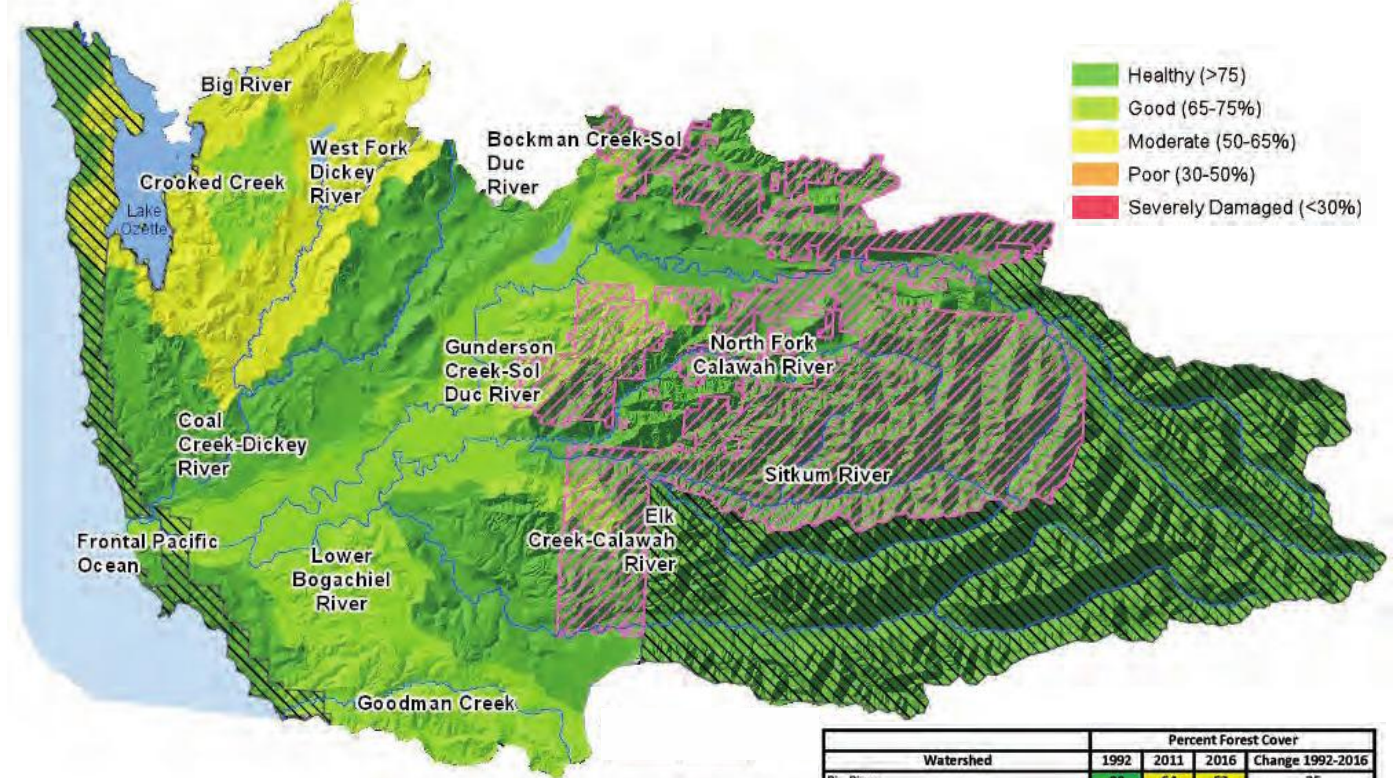 Big River
Bockman Creek-Sol
Duc
River
West Fork
Dickey
River
Crooked Creek
Lake
Ozette
Healthy (>75)
Good (65-75%)
Moderate (50-65%)
Poor (30-50%)
Severely Damaged (<30%)
Gunderson
Creek-Sol
Duc River
North Fork
Calawah River
Coal
Creek-Dickey
River
Sitkum River
Elk
Creek-Calawah
River
Frontal Pacific
Ocean
Lower
Bogachiel
River
Goodman Creek
Percent Forest Cover
Watershed 1992 2011 2016 Change 1992-2016